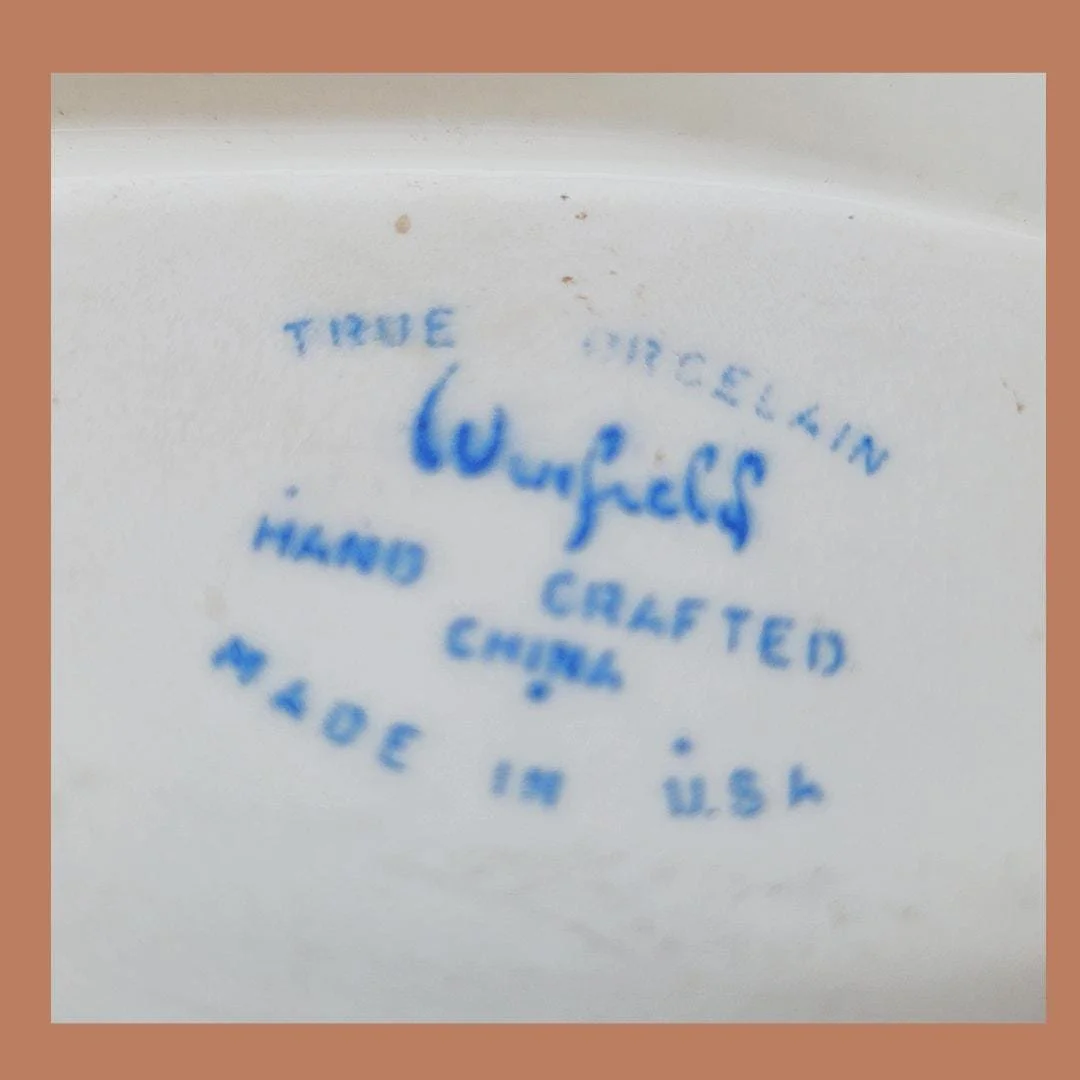 TRUE PORCELAIN
Winfield
HAND CRAFTED
CHINA
MADE IN U.S.A